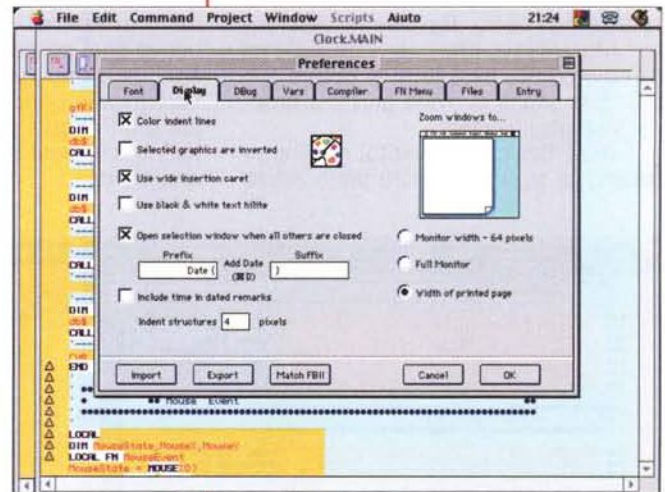 File Edit Command Project Window Scripts Aiuto 21:24
Clock.MAIN
Preferences
Font Display DBug Vars Compiler FN Menu Files Entry
Color indent lines
Zoom windows to...
Selected graphics are inverted
Use wide insertion caret
Use black & white text hilite
Open selection window when all others are closed
Monitor width - 64 pixels
Prefix Add Date Suffix
Date ( (⌘D) )
Full Monitor
Include time in dated remarks
Width of printed page
Indent structures 4 pixels
Import Export Match FBII Cancel OK
DIM
CALL
DIM
CALL
CALL
DIM
CALL
END
Mouse Event
LOCAL
DIM MouseState, MouseX, MouseY
LOCAL FN MouseEvent
MouseState = MOUSE(0)